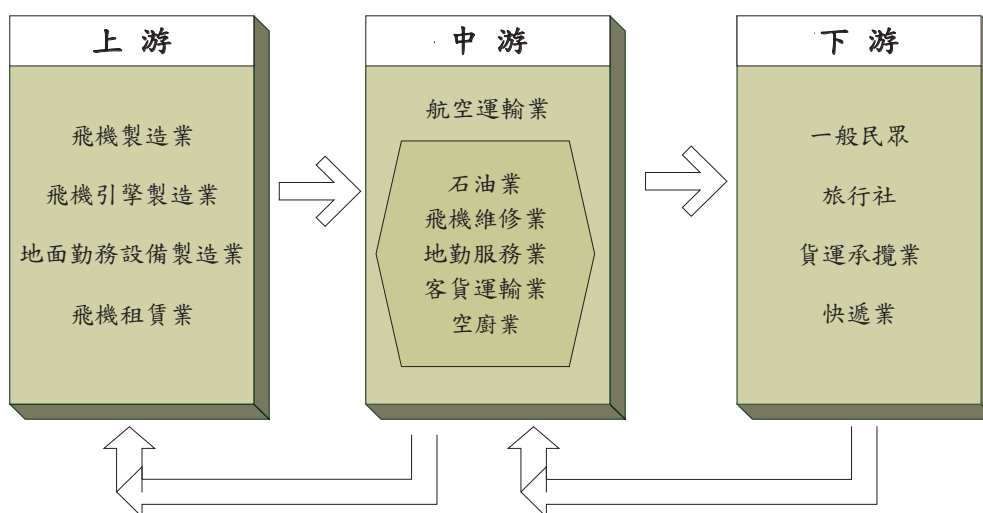 上游
飛機製造業
飛機引擎製造業
地面勤務設備製造業
飛機租賃業
中游
航空運輸業
石油業
飛機維修業
地勤服務業
客貨運輸業
空廚業
下游
一般民眾
旅行社
貨運承攬業
快遞業